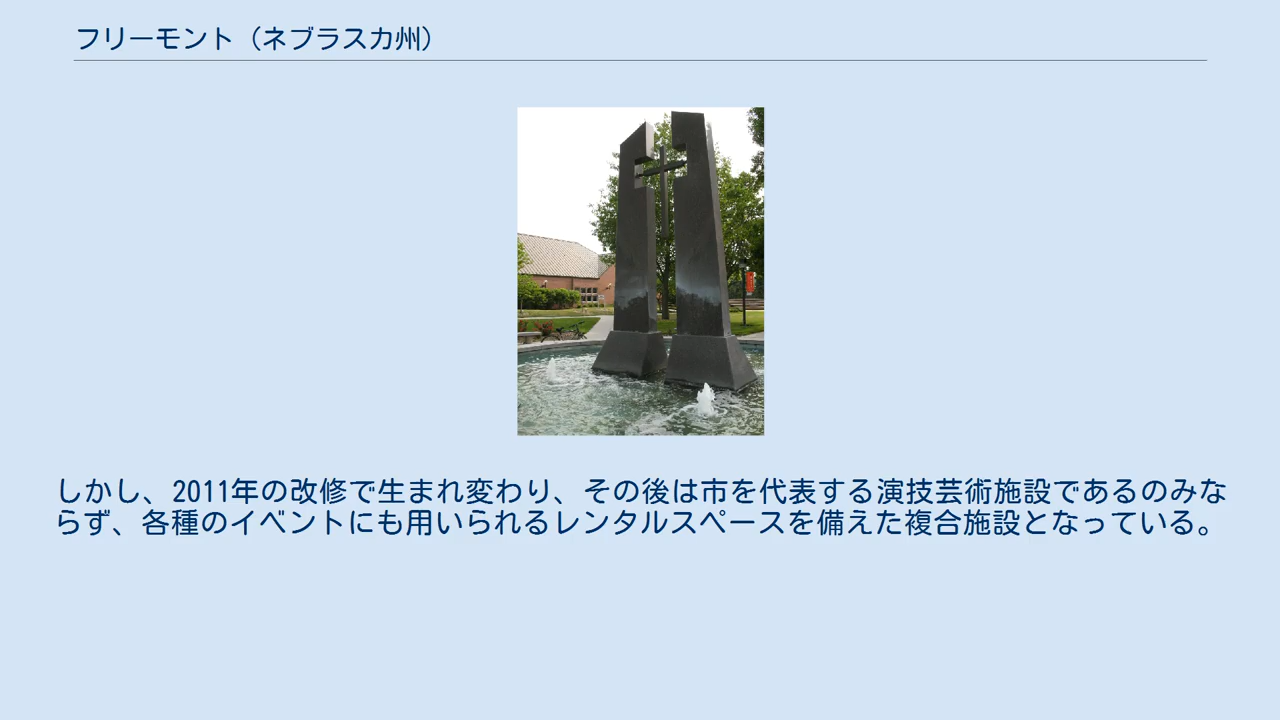 フリーモント（ネブラスカ州）
しかし、2011年の改修で生まれ変わり、その後は市を代表する演技芸術施設であるのみな
らず、各種のイベントにも用いられるレンタルスペースを備えた複合施設となっている。